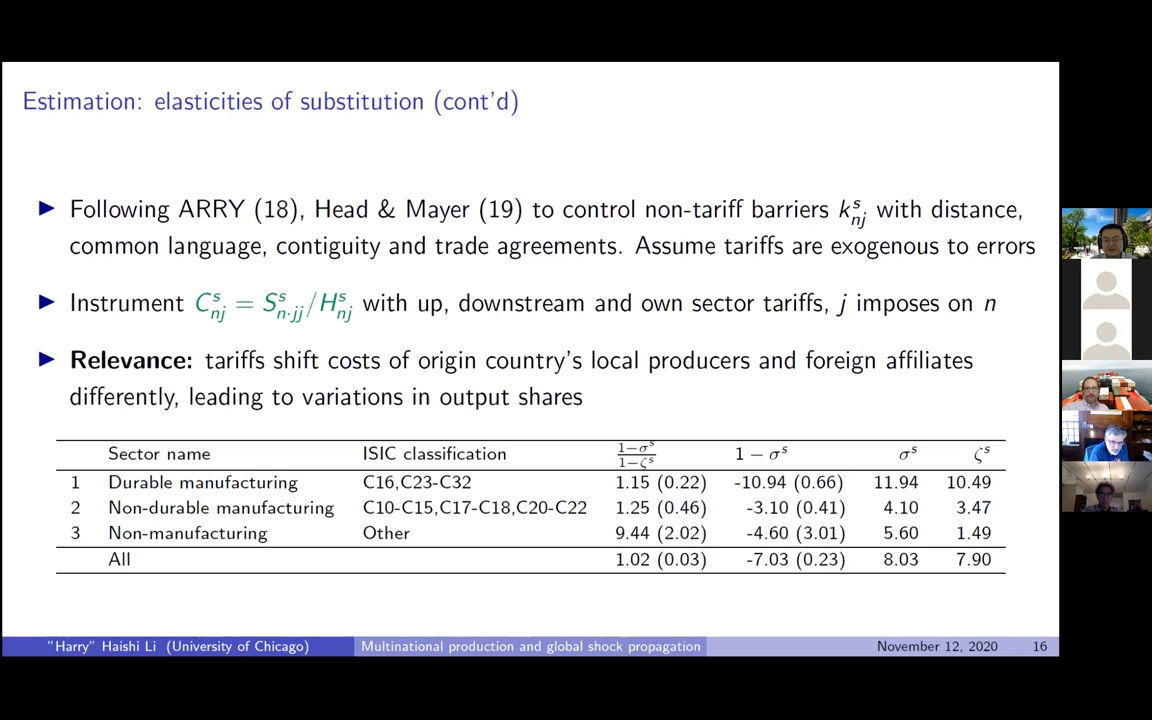 Estimation: elasticities of substitution (cont'd)
▶ Following ARRY (18), Head & Mayer (19) to control non-tariff barriers k^s_{nj} with distance,
common language, contiguity and trade agreements. Assume tariffs are exogenous to errors
▶ Instrument C^s_{nj} = S^s_{n·jj}/H^s_{nj} with up, downstream and own sector tariffs, j imposes on n
▶ Relevance: tariffs shift costs of origin country's local producers and foreign affiliates
differently, leading to variations in output shares
Sector name ISIC classification (1−σ^s)/(1−ζ^s) 1 − σ^s σ^s ζ^s
1 Durable manufacturing C16,C23-C32 1.15 (0.22) -10.94 (0.66) 11.94 10.49
2 Non-durable manufacturing C10-C15,C17-C18,C20-C22 1.25 (0.46) -3.10 (0.41) 4.10 3.47
3 Non-manufacturing Other 9.44 (2.02) -4.60 (3.01) 5.60 1.49
All 1.02 (0.03) -7.03 (0.23) 8.03 7.90
"Harry" Haishi Li (University of Chicago) Multinational production and global shock propagation November 12, 2020 16